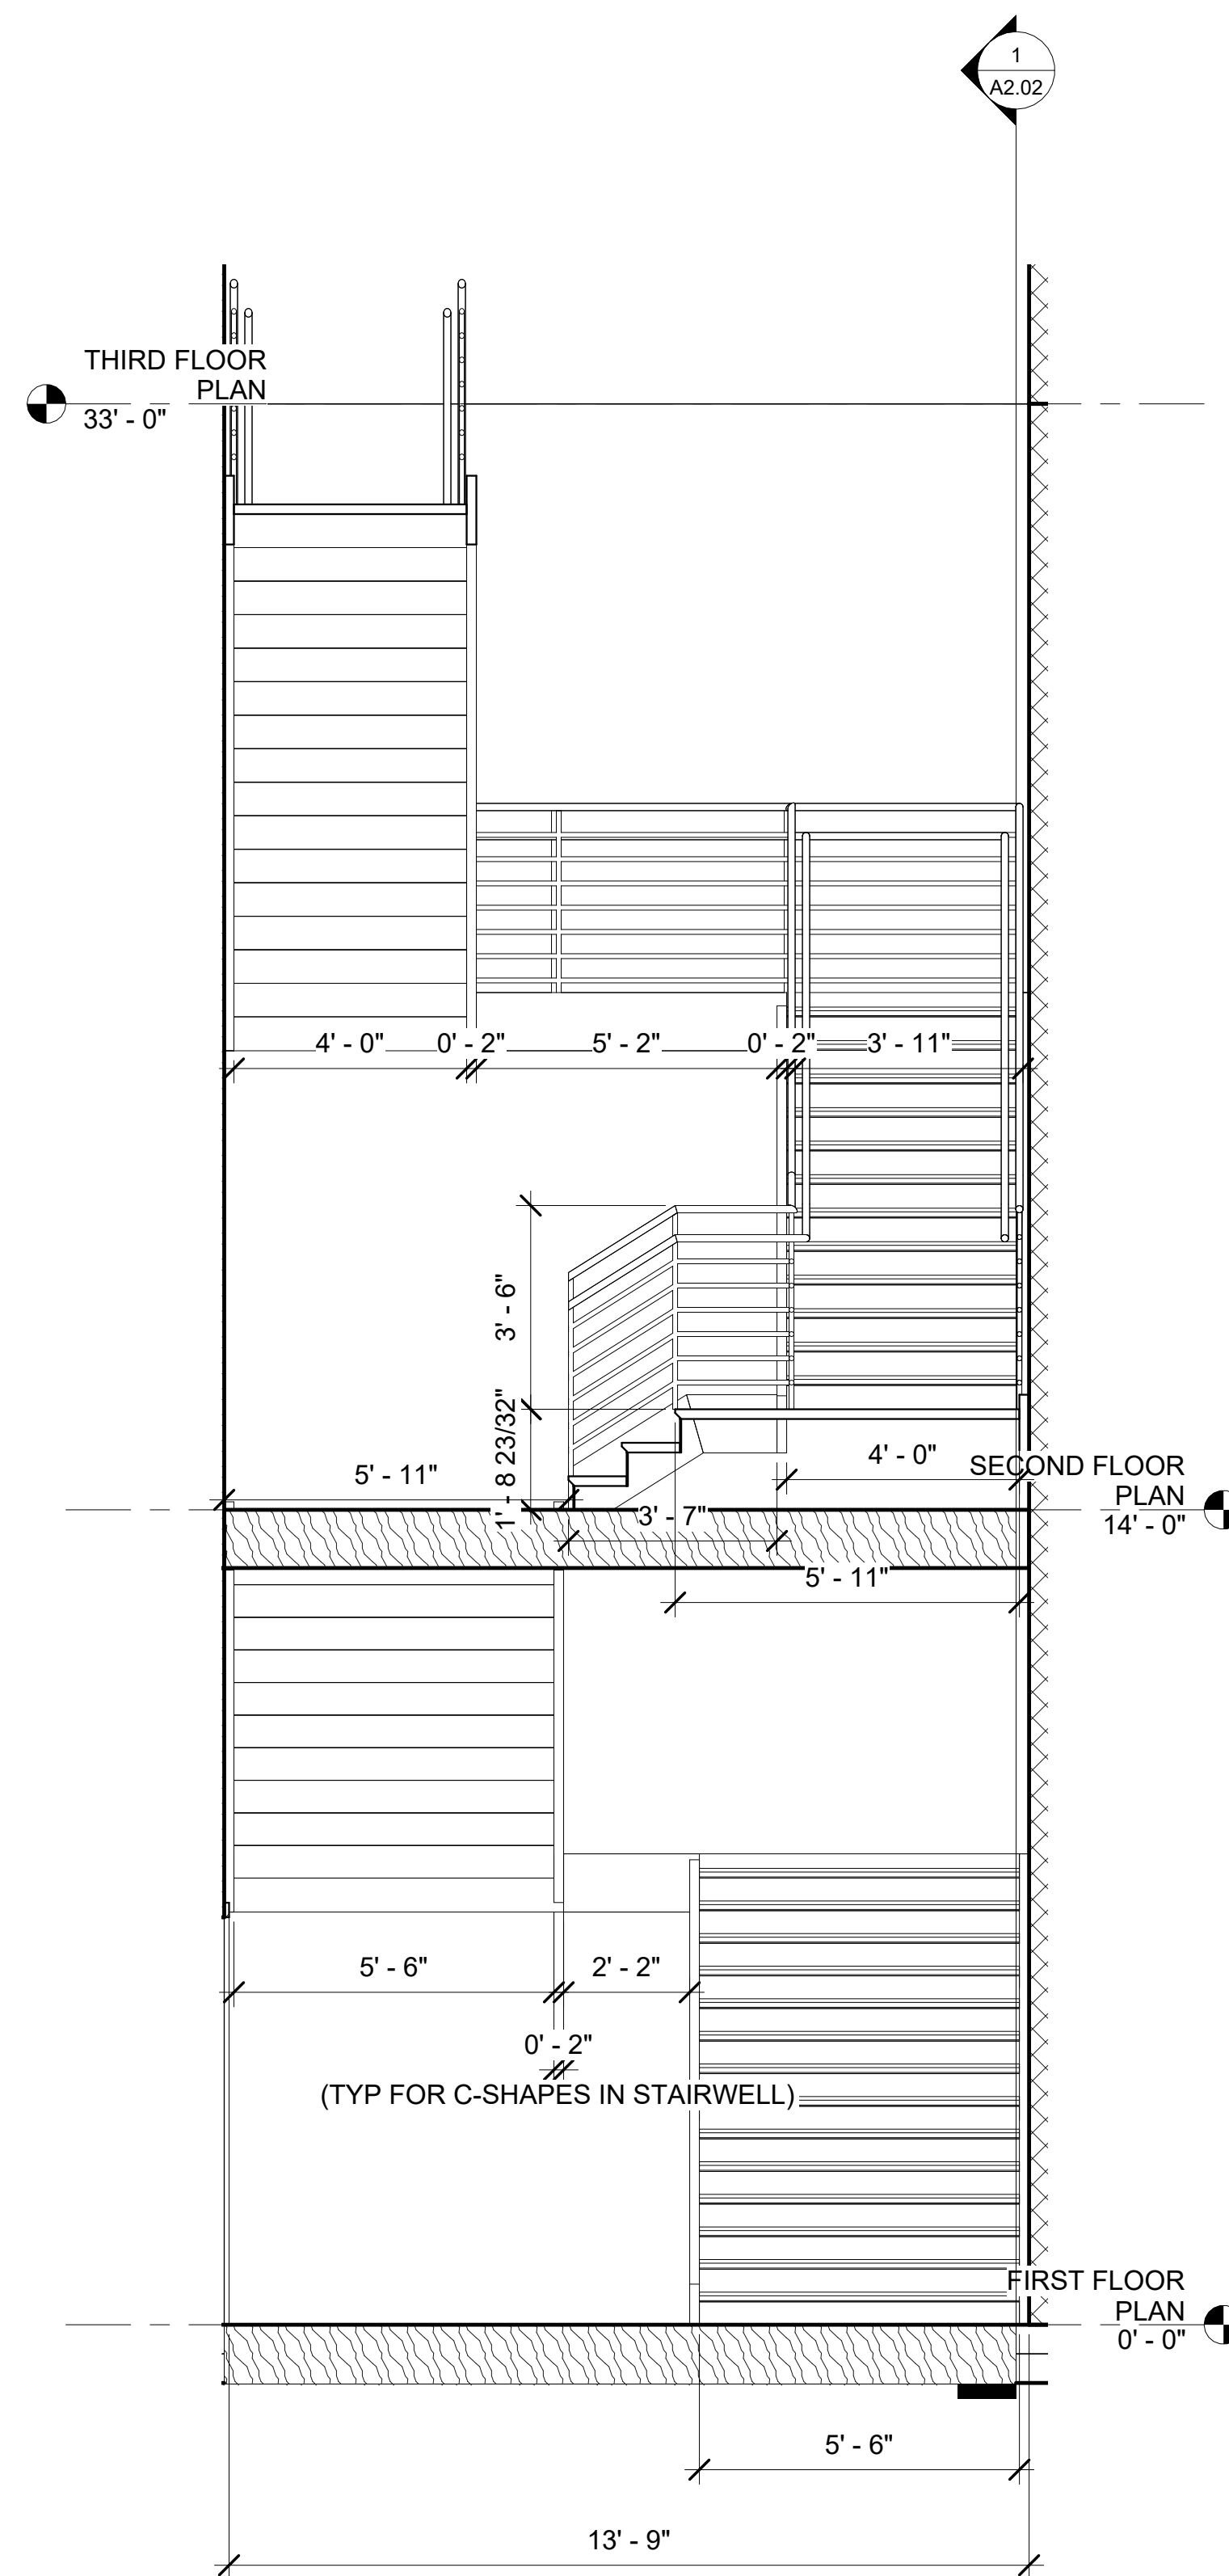 1
A2.02
THIRD FLOOR
PLAN
33' - 0"
4' - 0"
0' - 2"
5' - 2"
0' - 2"
3' - 11"
3' - 6"
1' - 8 23/32"
5' - 11"
4' - 0"
SECOND FLOOR
PLAN
14' - 0"
3' - 7"
5' - 11"
5' - 6"
2' - 2"
0' - 2"
(TYP FOR C-SHAPES IN STAIRWELL)
FIRST FLOOR
PLAN
0' - 0"
5' - 6"
13' - 9"